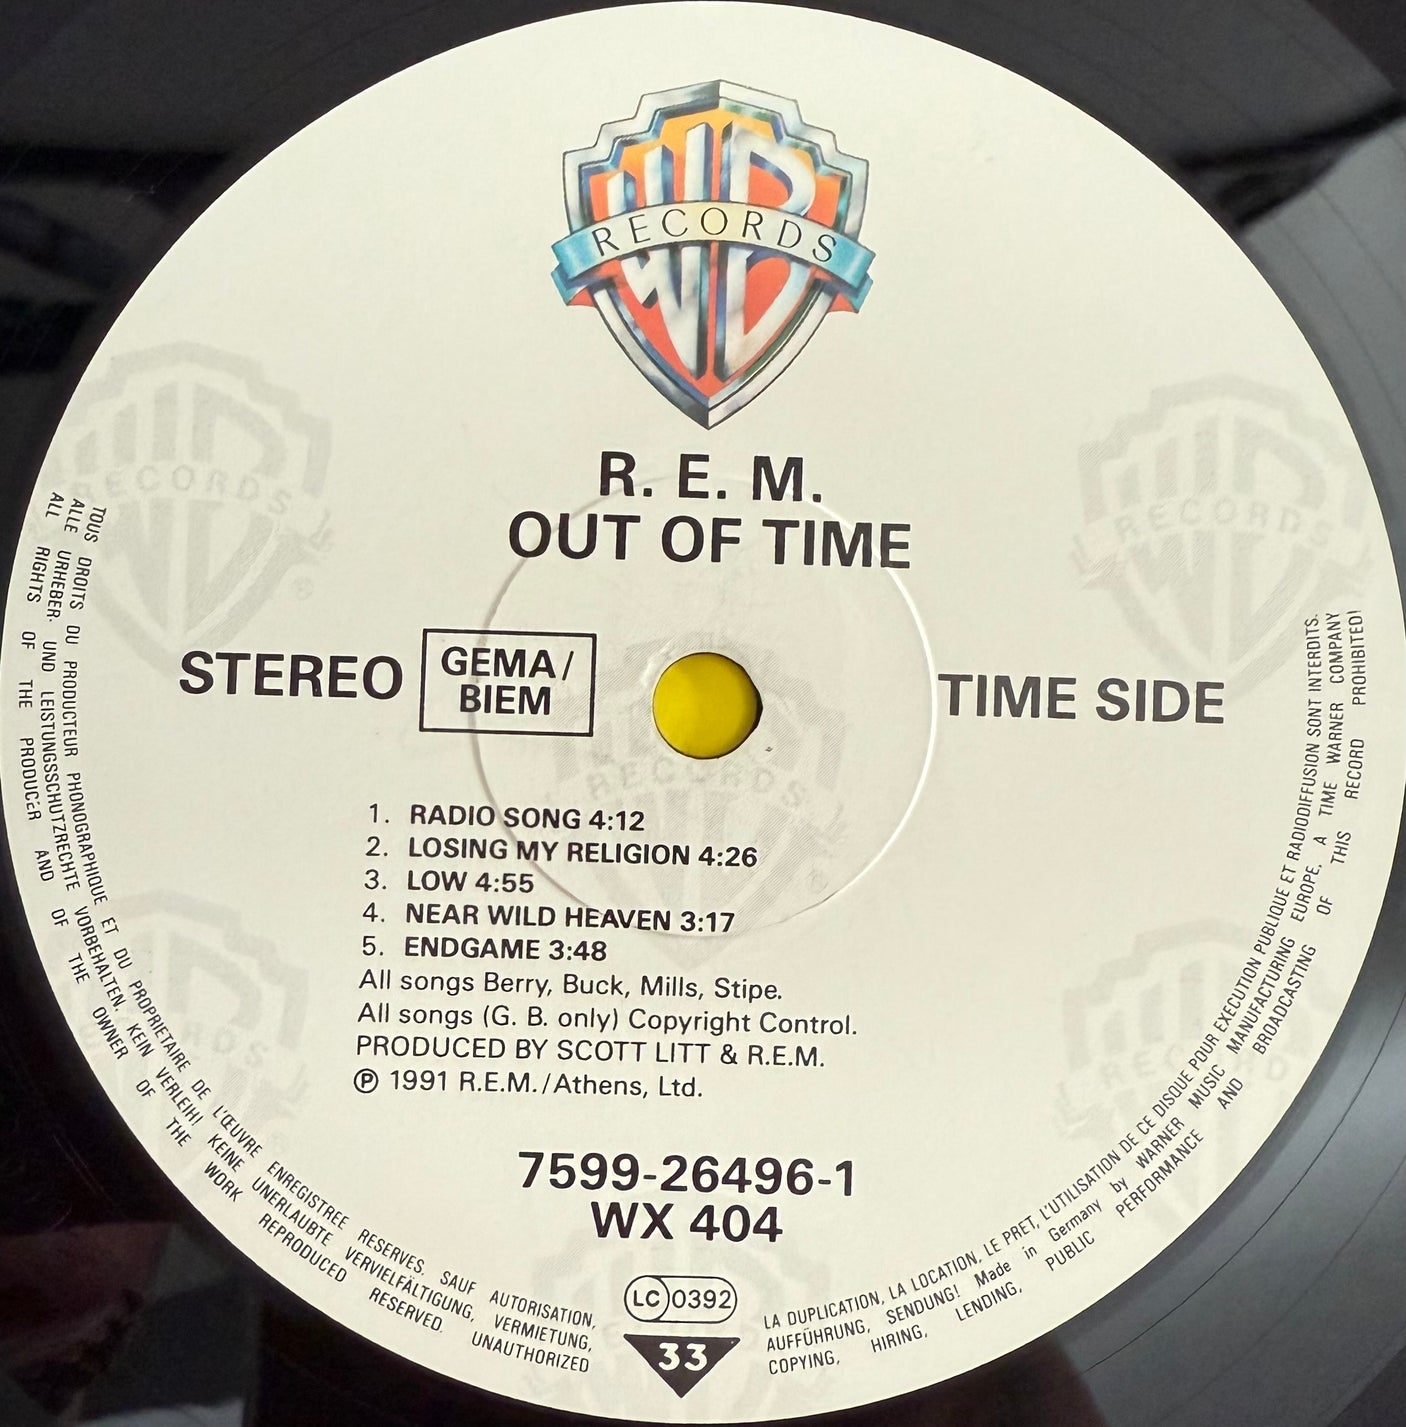 RECORDS
R. E. M.
OUT OF TIME
STEREO
GEMA/
BIEM
TIME SIDE
1. RADIO SONG 4:12
2. LOSING MY RELIGION 4:26
3. LOW 4:55
4. NEAR WILD HEAVEN 3:17
5. ENDGAME 3:48
All songs Berry, Buck, Mills, Stipe.
All songs (G. B. only) Copyright Control.
PRODUCED BY SCOTT LITT & R.E.M.
℗ 1991 R.E.M./Athens, Ltd.
7599-26496-1
WX 404
LC 0392
33
TOUS DROITS DU PRODUCTEUR PHONOGRAPHIQUE ET DU PROPRIETAIRE DE L'ŒUVRE ENREGISTREE RESERVES. SAUF AUTORISATION, LA DUPLICATION, LA LOCATION, LE PRET, L'UTILISATION DE CE DISQUE POUR EXECUTION PUBLIQUE ET RADIODIFFUSION SONT INTERDITS.
ALLE URHEBER- UND LEISTUNGSSCHUTZRECHTE VORBEHALTEN. KEIN VERLEIH! KEINE UNERLAUBTE VERVIELFÄLTIGUNG, VERMIETUNG, AUFFÜHRUNG, SENDUNG! Made in Germany by WARNER MUSIC MANUFACTURING EUROPE, A TIME WARNER COMPANY
ALL RIGHTS OF THE PRODUCER AND OF THE OWNER OF THE WORK REPRODUCED RESERVED. UNAUTHORIZED COPYING, HIRING, LENDING, PUBLIC PERFORMANCE AND BROADCASTING OF THIS RECORD PROHIBITED!